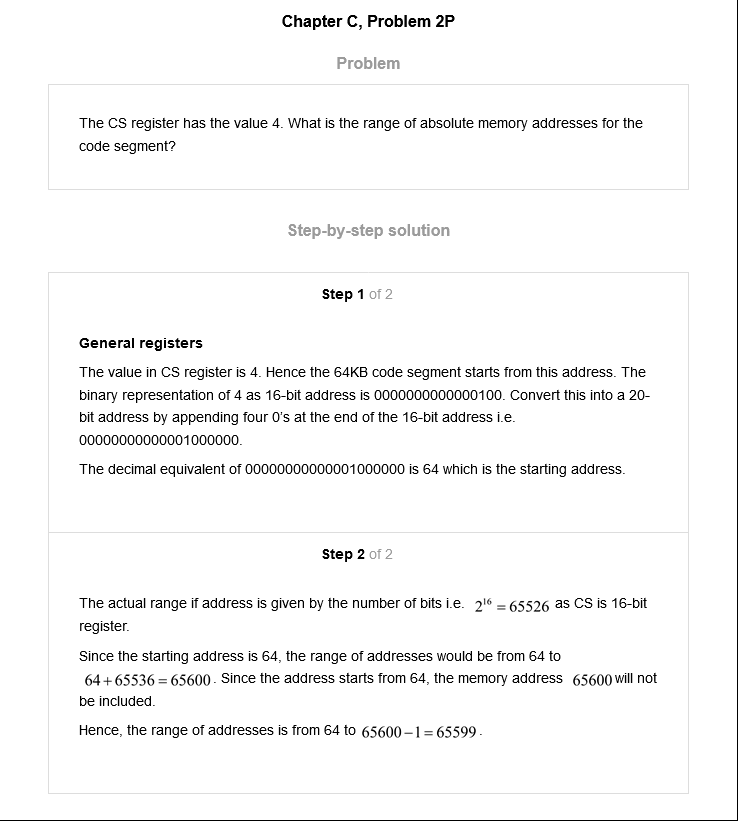 Chapter C, Problem 2P
Problem
The CS register has the value 4. What is the range of absolute memory addresses for the
code segment?
Step-by-step solution
Step 1 of 2
General registers
The value in CS register is 4. Hence the 64KB code segment starts from this address. The
binary representation of 4 as 16-bit address is 0000000000000100. Convert this into a 20-
bit address by appending four 0's at the end of the 16-bit address i.e.
00000000000001000000.
The decimal equivalent of 00000000000001000000 is 64 which is the starting address.
Step 2 of 2
The actual range if address is given by the number of bits i.e. 2¹⁶ = 65526 as CS is 16-bit
register.
Since the starting address is 64, the range of addresses would be from 64 to
64 + 65536 = 65600 . Since the address starts from 64, the memory address 65600 will not
be included.
Hence, the range of addresses is from 64 to 65600 – 1 = 65599 .